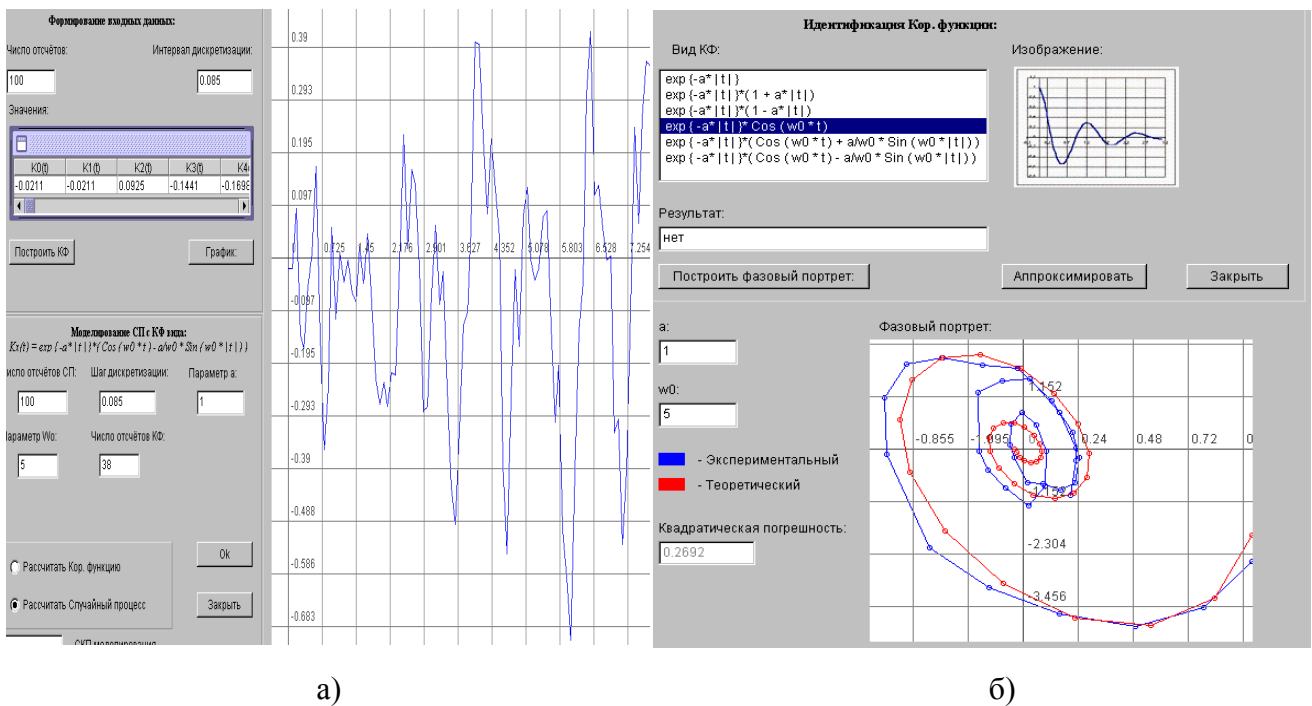 Формирование входных данных:
Число отсчётов:
Интервал дискретизации:
100
0.085
Значения:
K0(t) K1(t) K2(t) K3(t)
-0.0211 -0.0211 0.0925 -0.1441 -0.1698
Построить КФ
График:
Моделирование СП с КФ вида:
Kx(t) = exp {-a* | t | }*( Cos ( w0 * t ) - a/w0 * Sin ( w0 * | t | ) )
Число отсчётов СП:
Шаг дискретизации:
Параметр а:
100
0.085
1
Параметр Wo:
Число отсчётов КФ:
5
38
Ok
Рассчитать Кор. функцию
Рассчитать Случайный процесс
Закрыть
СКП моделирования
0.39
0.293
0.195
0.097
0 0.725 1.45 2.176 2.901 3.627 4.352 5.078 5.803 6.528 7.254
-0.097
-0.195
-0.293
-0.39
-0.488
-0.586
-0.683
а)
Идентификация Кор. функции:
Вид КФ:
Изображение:
exp {-a* | t | }
exp {-a* | t | }*( 1 + a* | t | )
exp {-a* | t | }*( 1 - a* | t | )
exp { -a* | t | }* Cos ( w0 * t )
exp { -a* | t | }*( Cos ( w0 * t ) + a/w0 * Sin ( w0 * | t | ) )
exp { -a* | t | }*( Cos ( w0 * t ) - a/w0 * Sin ( w0 * | t | ) )
Результат:
нет
Построить фазовый портрет:
Аппроксимировать
Закрыть
a:
1
w0:
5
- Экспериментальный
- Теоретический
Квадратическая погрешность:
0.2692
Фазовый портрет:
1.152
-0.855 0.24 0.48 0.72
-2.304
-3.456
б)